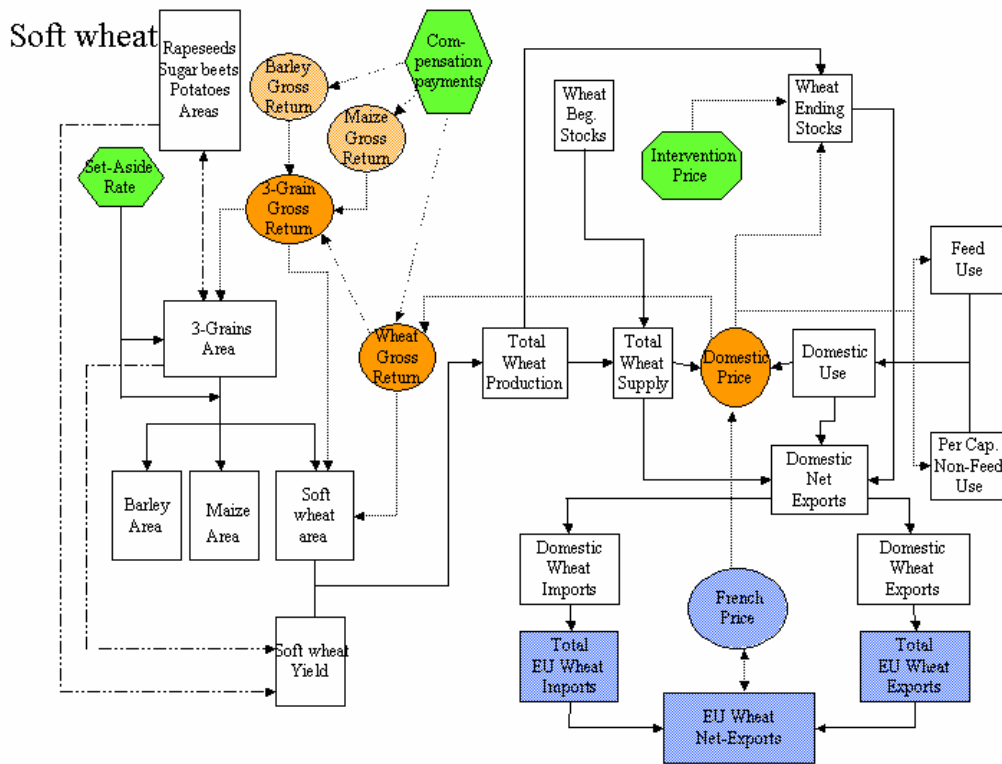 Soft wheat
Rapeseeds
Sugar beets
Potatoes
Areas
Barley
Gross
Return
Com-
pensation
payments
Maize
Gross
Return
Wheat
Beg.
Stocks
Wheat
Ending
Stocks
Intervention
Price
Set-Aside
Rate
3-Grain
Gross
Return
Feed
Use
3-Grains
Area
Wheat
Gross
Return
Total
Wheat
Production
Total
Wheat
Supply
Domestic
Price
Domestic
Use
Per Cap.
Non-Feed
Use
Domestic
Net
Exports
Barley
Area
Maize
Area
Soft
wheat
area
Domestic
Wheat
Imports
French
Price
Domestic
Wheat
Exports
Soft wheat
Yield
Total
EU Wheat
Imports
Total
EU Wheat
Exports
EU Wheat
Net-Exports